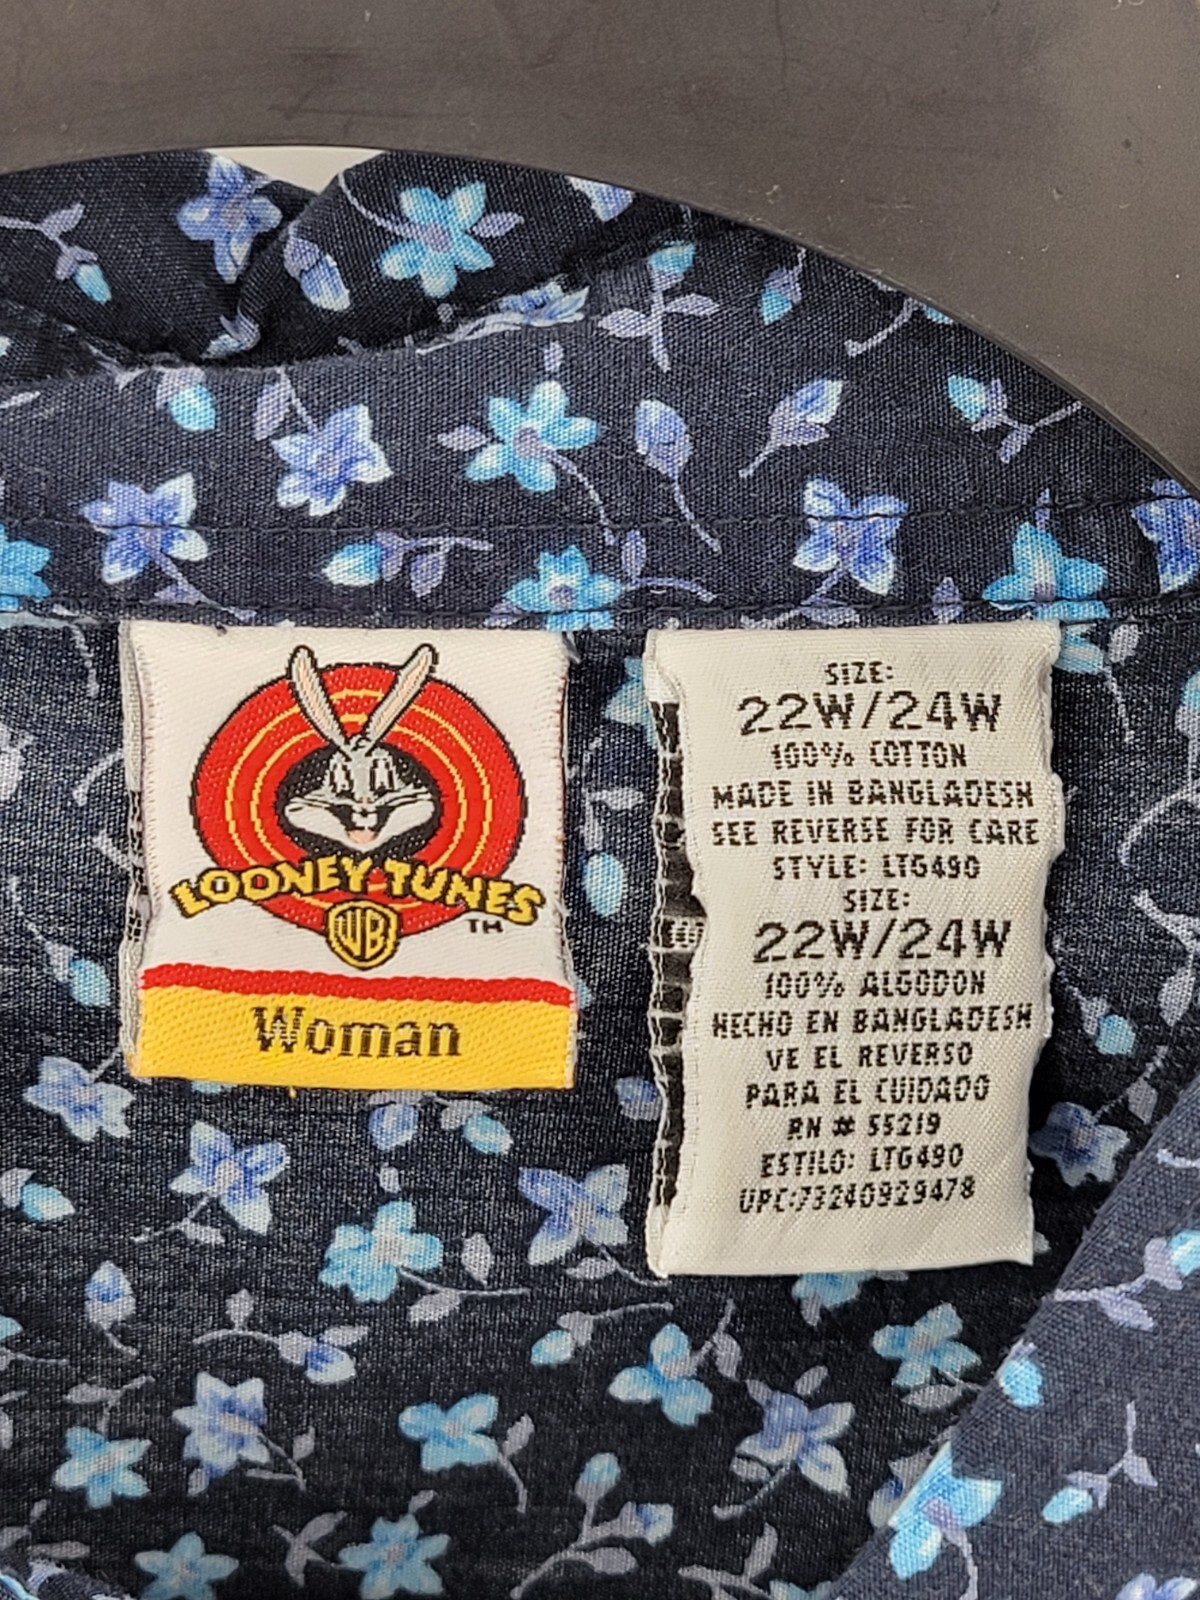 LOONEY TUNES
WB
TM
Woman
SIZE:
22W/24W
100% COTTON
MADE IN BANGLADESH
SEE REVERSE FOR CARE
STYLE: LTG490
SIZE:
22W/24W
100% ALGODON
HECHO EN BANGLADESH
VE EL REVERSO
PARA EL CUIDADO
RN # 55219
ESTILO: LTG490
UPC:73240929478